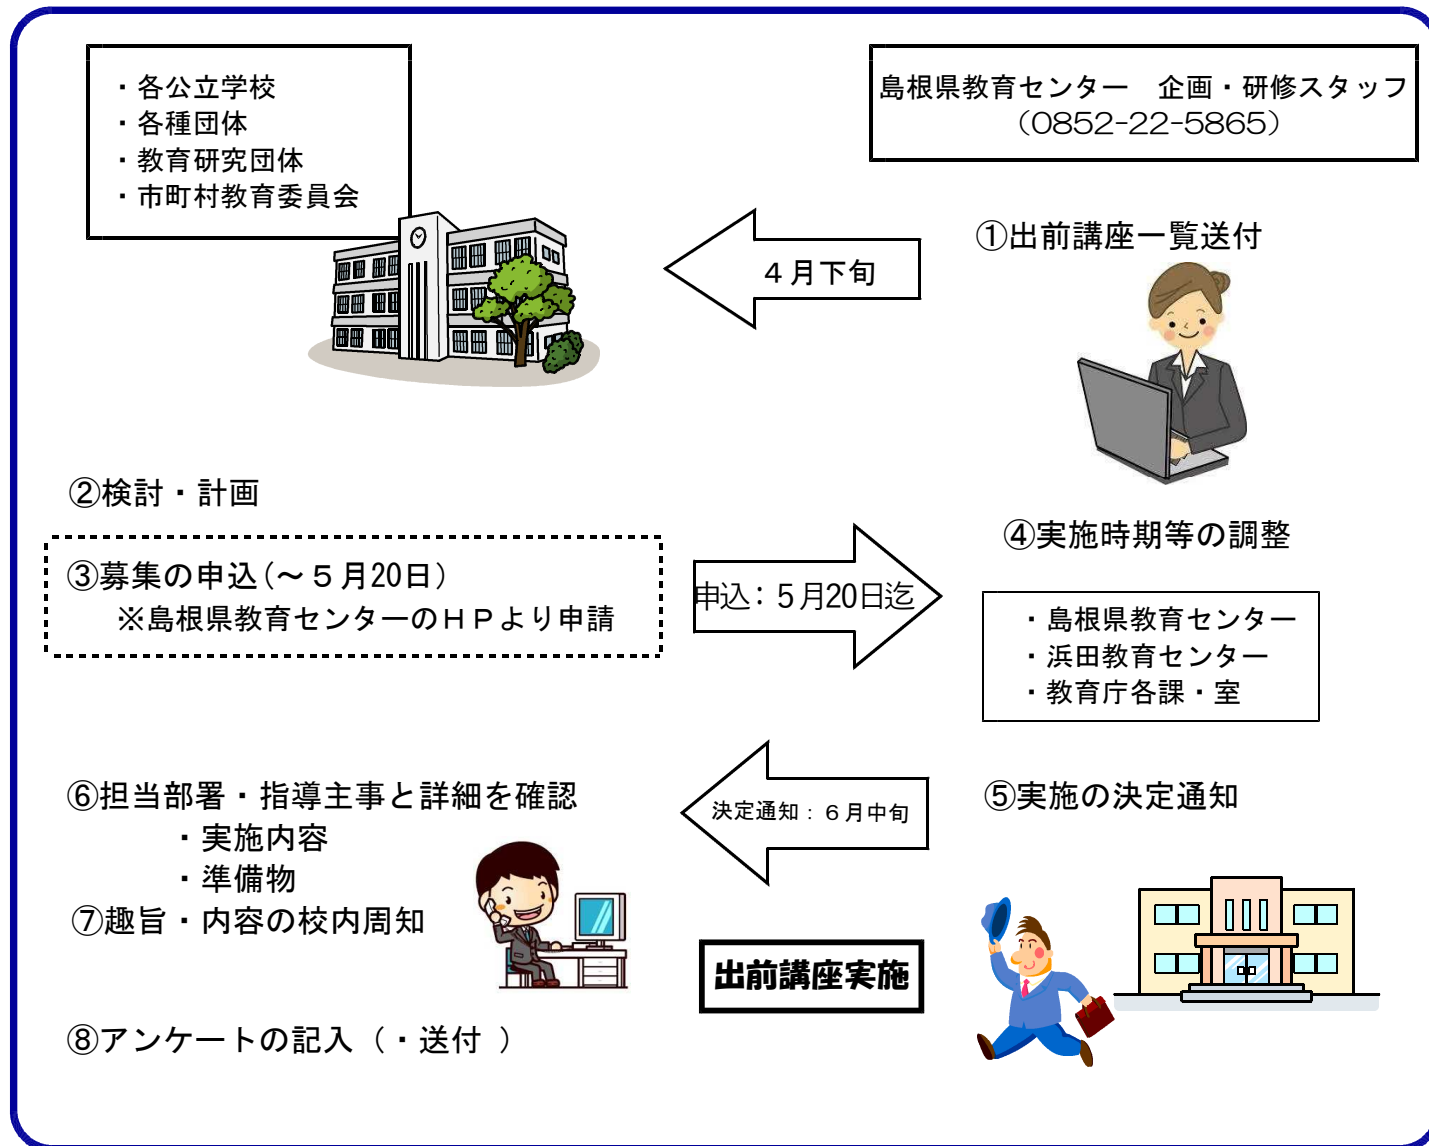 ・各公立学校
・各種団体
・教育研究団体
・市町村教育委員会
島根県教育センター　企画・研修スタッフ
（0852-22-5865）
４月下旬
①出前講座一覧送付
②検討・計画
③募集の申込(～５月20日)
※島根県教育センターのＨＰより申請
申込：５月20日迄
④実施時期等の調整
・島根県教育センター
・浜田教育センター
・教育庁各課・室
決定通知：６月中旬
⑤実施の決定通知
⑥担当部署・指導主事と詳細を確認
・実施内容
・準備物
⑦趣旨・内容の校内周知
出前講座実施
⑧アンケートの記入（・送付 ）